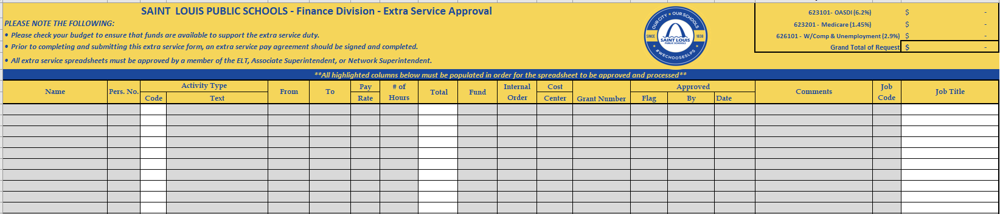 SAINT LOUIS PUBLIC SCHOOLS - Finance Division - Extra Service Approval
PLEASE NOTE THE FOLLOWING:
• Please check your budget to ensure that funds are available to support the extra service duty.
• Prior to completing and submitting this extra service form, an extra service pay agreement should be signed and completed.
• All extra service spreadsheets must be approved by a member of the ELT, Associate Superintendent, or Network Superintendent.
OUR CITY ★ OUR SCHOOLS
SINCE 1838
SAINT LOUIS
PUBLIC SCHOOLS
#WECHOOSESLPS
623101- OASDI (6.2%) $ -
623201 - Medicare (1.45%) $ -
626101 - W/Comp & Unemployment (2.9%) $ -
Grand Total of Request $ -
**All highlighted columns below must be populated in order for the spreadsheet to be approved and processed**
Name
Pers. No.
Activity Type
Code
Text
From
To
Pay
Rate
# of
Hours
Total
Fund
Internal
Order
Cost
Center
Grant Number
Approved
Flag
By
Date
Comments
Job
Code
Job Title